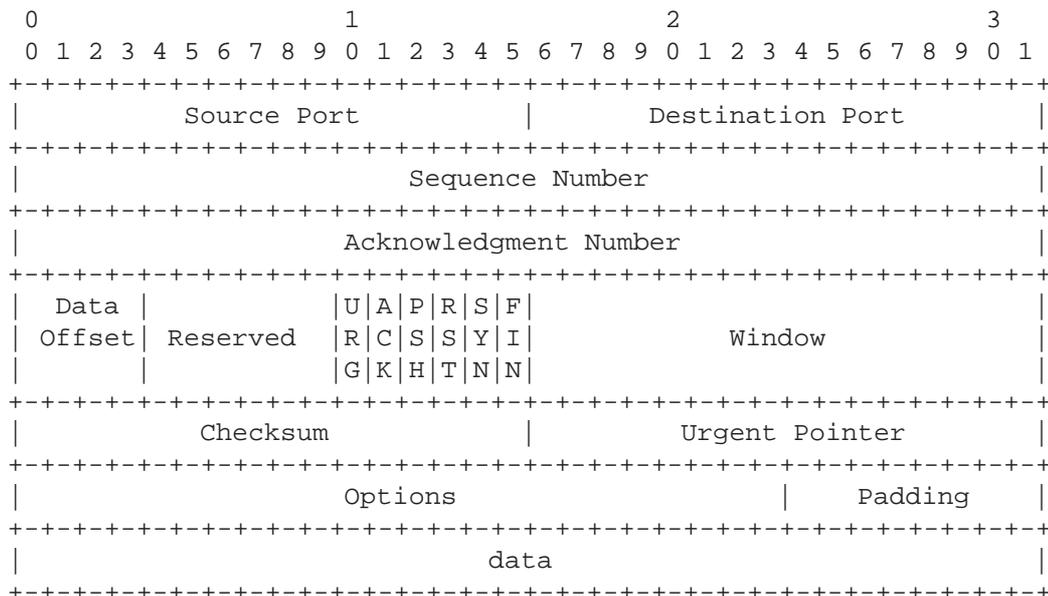 0                   1                   2                   3
0 1 2 3 4 5 6 7 8 9 0 1 2 3 4 5 6 7 8 9 0 1 2 3 4 5 6 7 8 9 0 1
+-+-+-+-+-+-+-+-+-+-+-+-+-+-+-+-+-+-+-+-+-+-+-+-+-+-+-+-+-+-+-+-+
|          Source Port          |       Destination Port        |
+-+-+-+-+-+-+-+-+-+-+-+-+-+-+-+-+-+-+-+-+-+-+-+-+-+-+-+-+-+-+-+-+
|                        Sequence Number                        |
+-+-+-+-+-+-+-+-+-+-+-+-+-+-+-+-+-+-+-+-+-+-+-+-+-+-+-+-+-+-+-+-+
|                    Acknowledgment Number                      |
+-+-+-+-+-+-+-+-+-+-+-+-+-+-+-+-+-+-+-+-+-+-+-+-+-+-+-+-+-+-+-+-+
|  Data |           |U|A|P|R|S|F|                               |
| Offset| Reserved  |R|C|S|S|Y|I|            Window             |
|       |           |G|K|H|T|N|N|                               |
+-+-+-+-+-+-+-+-+-+-+-+-+-+-+-+-+-+-+-+-+-+-+-+-+-+-+-+-+-+-+-+-+
|           Checksum            |         Urgent Pointer        |
+-+-+-+-+-+-+-+-+-+-+-+-+-+-+-+-+-+-+-+-+-+-+-+-+-+-+-+-+-+-+-+-+
|                    Options                    |    Padding    |
+-+-+-+-+-+-+-+-+-+-+-+-+-+-+-+-+-+-+-+-+-+-+-+-+-+-+-+-+-+-+-+-+
|                             data                              |
+-+-+-+-+-+-+-+-+-+-+-+-+-+-+-+-+-+-+-+-+-+-+-+-+-+-+-+-+-+-+-+-+